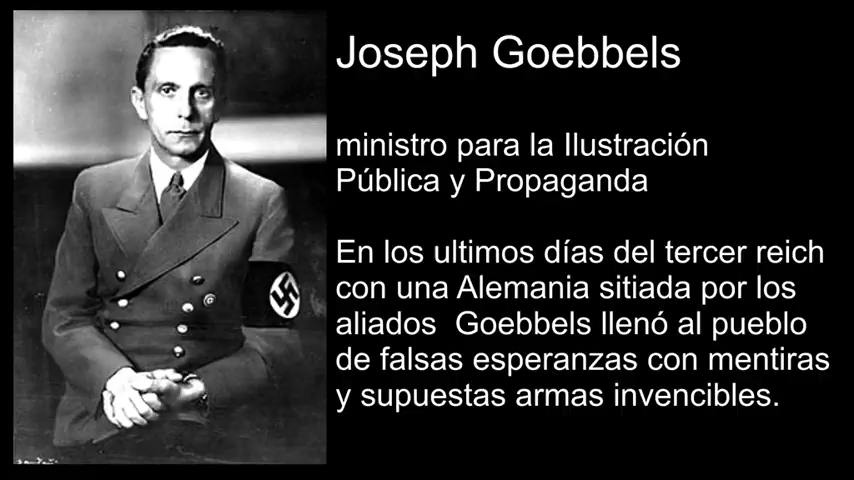 Joseph Goebbels
ministro para la Ilustración
Pública y Propaganda
En los ultimos días del tercer reich
con una Alemania sitiada por los
aliados  Goebbels llenó al pueblo
de falsas esperanzas con mentiras
y supuestas armas invencibles.